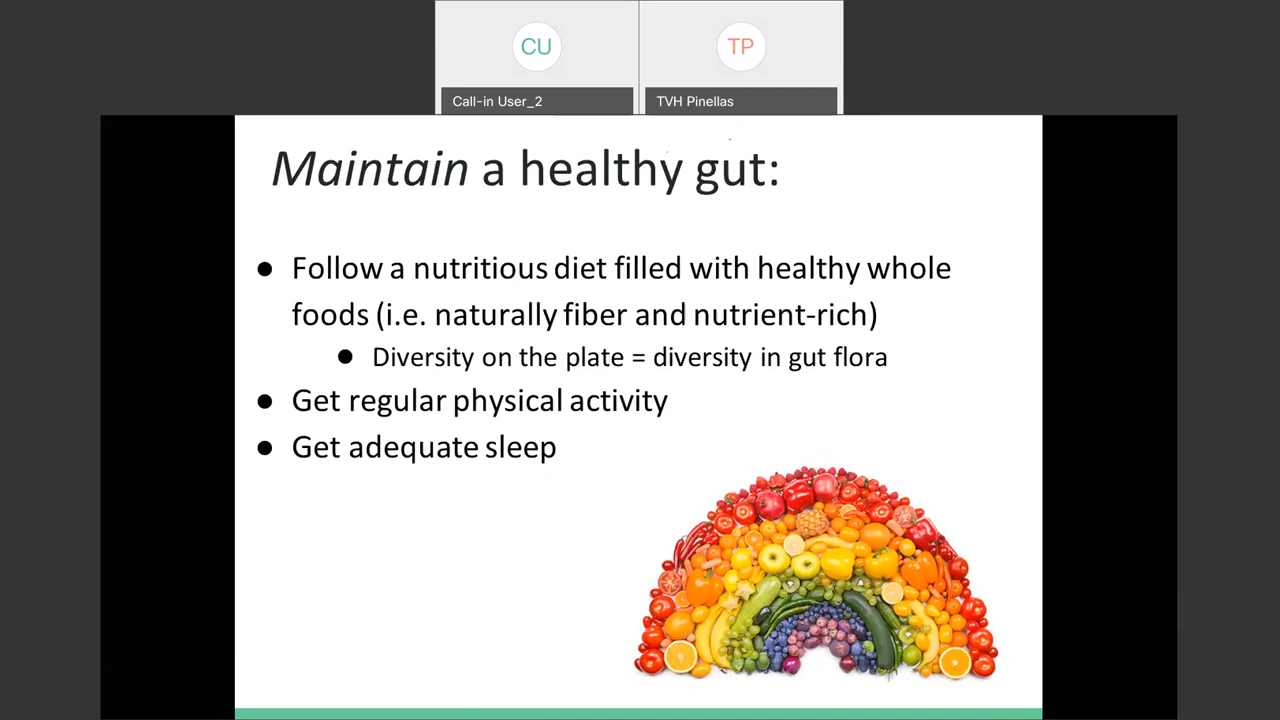 CU
TP
Call-in User_2
TVH Pinellas
Maintain a healthy gut:
● Follow a nutritious diet filled with healthy whole
foods (i.e. naturally fiber and nutrient-rich)
● Diversity on the plate = diversity in gut flora
● Get regular physical activity
● Get adequate sleep